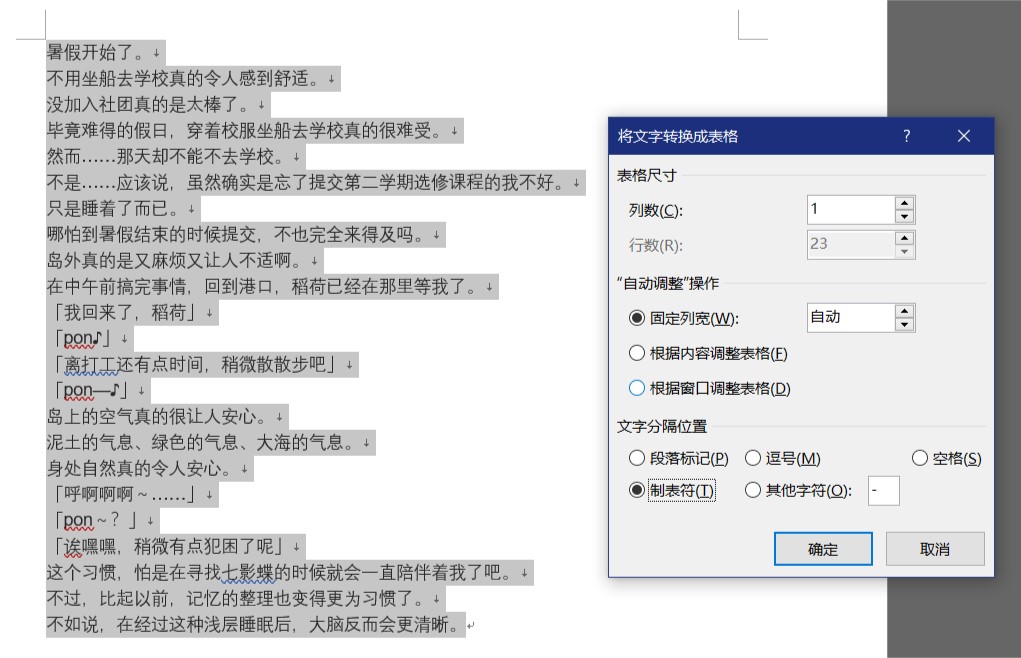 暑假开始了。↓
不用坐船去学校真的令人感到舒适。↓
没加入社团真的是太棒了。↓
毕竟难得的假日，穿着校服坐船去学校真的很难受。↓
然而……那天却不能不去学校。↓
不是……应该说，虽然确实是忘了提交第二学期选修课程的我不好。↓
只是睡着了而已。↓
哪怕到暑假结束的时候提交，不也完全来得及吗。↓
岛外真的是又麻烦又让人不适啊。↓
在中午前搞完事情，回到港口，稻荷已经在那里等我了。↓
「我回来了，稻荷」↓
「pon♪」↓
「离打工还有点时间，稍微散散步吧」↓
「pon—♪」↓
岛上的空气真的很让人安心。↓
泥土的气息、绿色的气息、大海的气息。↓
身处自然真的令人安心。↓
「呼啊啊啊～……」↓
「pon～？」↓
「诶嘿嘿，稍微有点犯困了呢」↓
这个习惯，怕是在寻找七影蝶的时候就会一直陪伴着我了吧。↓
不过，比起以前，记忆的整理也变得更为习惯了。↓
不如说，在经过这种浅层睡眠后，大脑反而会更清晰。↵
将文字转换成表格 ? ×
表格尺寸
列数(C): 1
行数(R): 23
“自动调整”操作
固定列宽(W): 自动
根据内容调整表格(F)
根据窗口调整表格(D)
文字分隔位置
段落标记(P) 逗号(M) 空格(S)
制表符(T) 其他字符(O): -
确定 取消